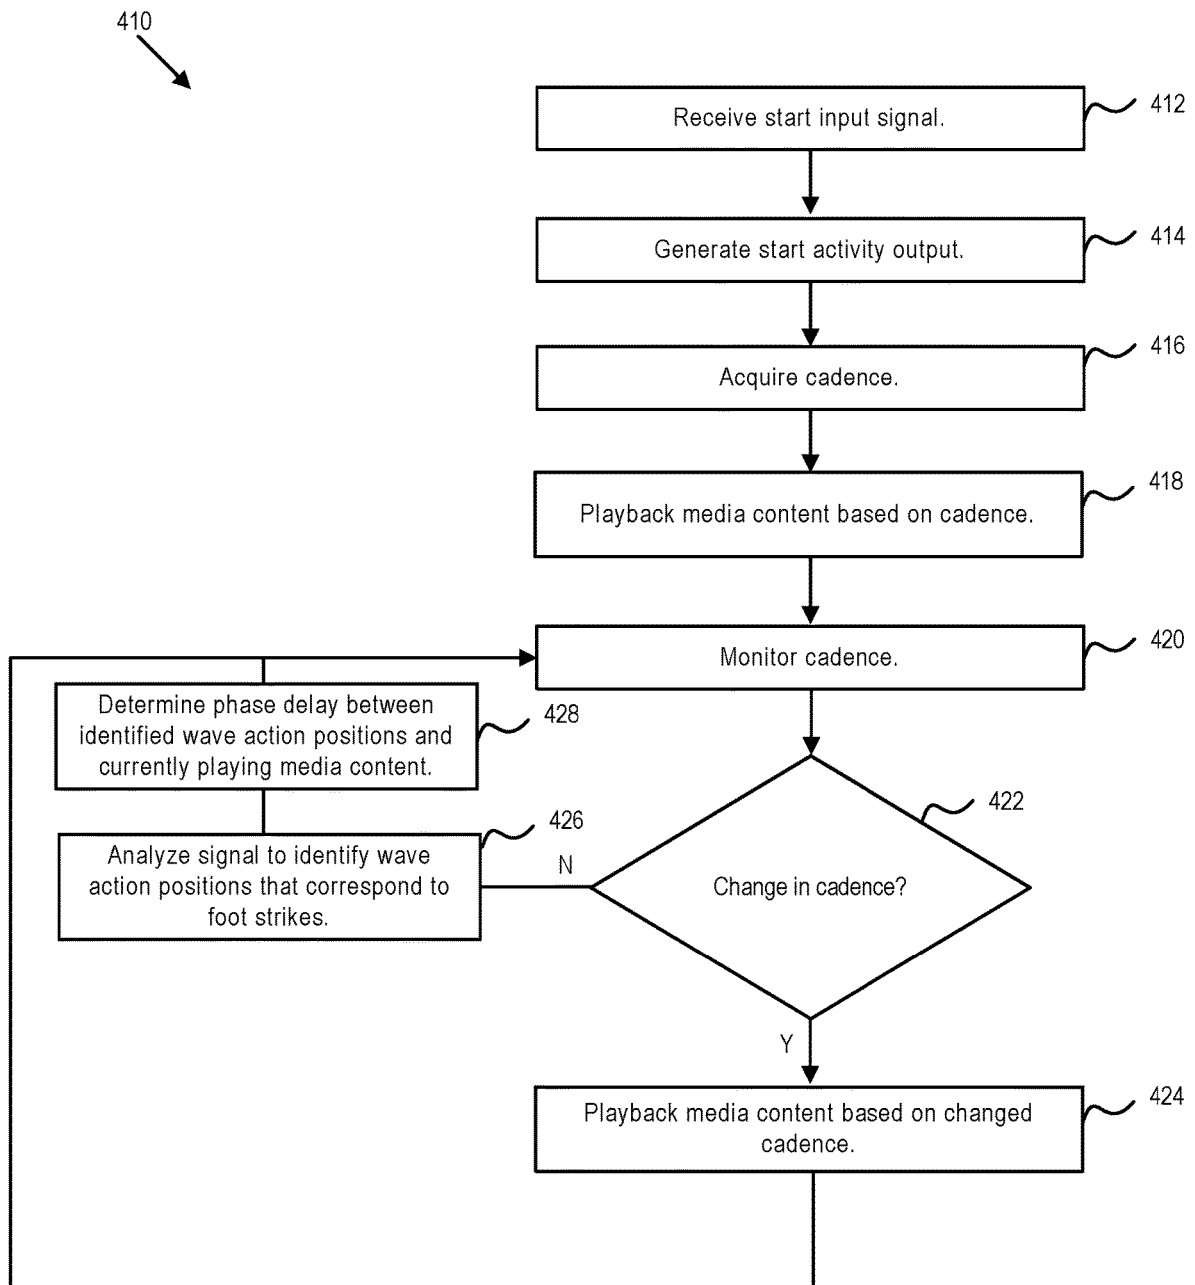 410
Receive start input signal.
412
Generate start activity output.
414
Acquire cadence.
416
Playback media content based on cadence.
418
Monitor cadence.
420
Determine phase delay between
identified wave action positions and
currently playing media content.
428
Analyze signal to identify wave
action positions that correspond to
foot strikes.
426
N
Change in cadence?
422
Y
Playback media content based on changed
cadence.
424